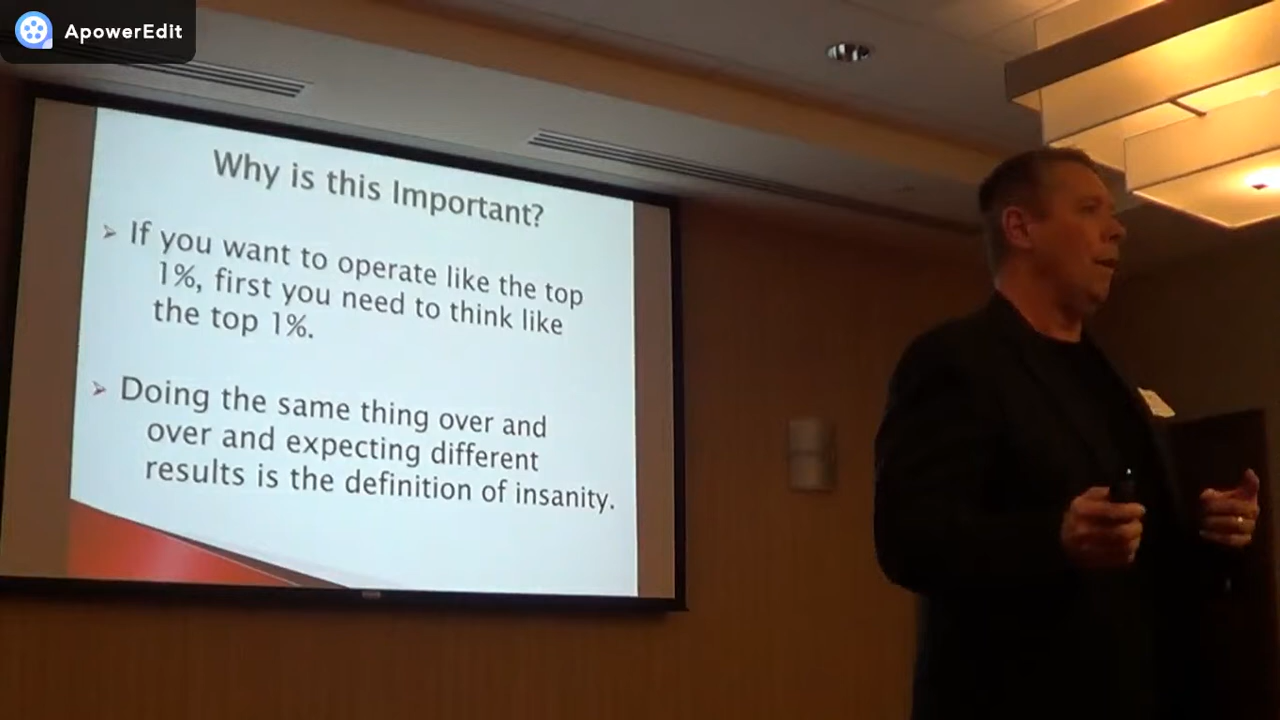 ApowerEdit
Why is this Important?
If you want to operate like the top
1%, first you need to think like
the top 1%.
Doing the same thing over and
over and expecting different
results is the definition of insanity.